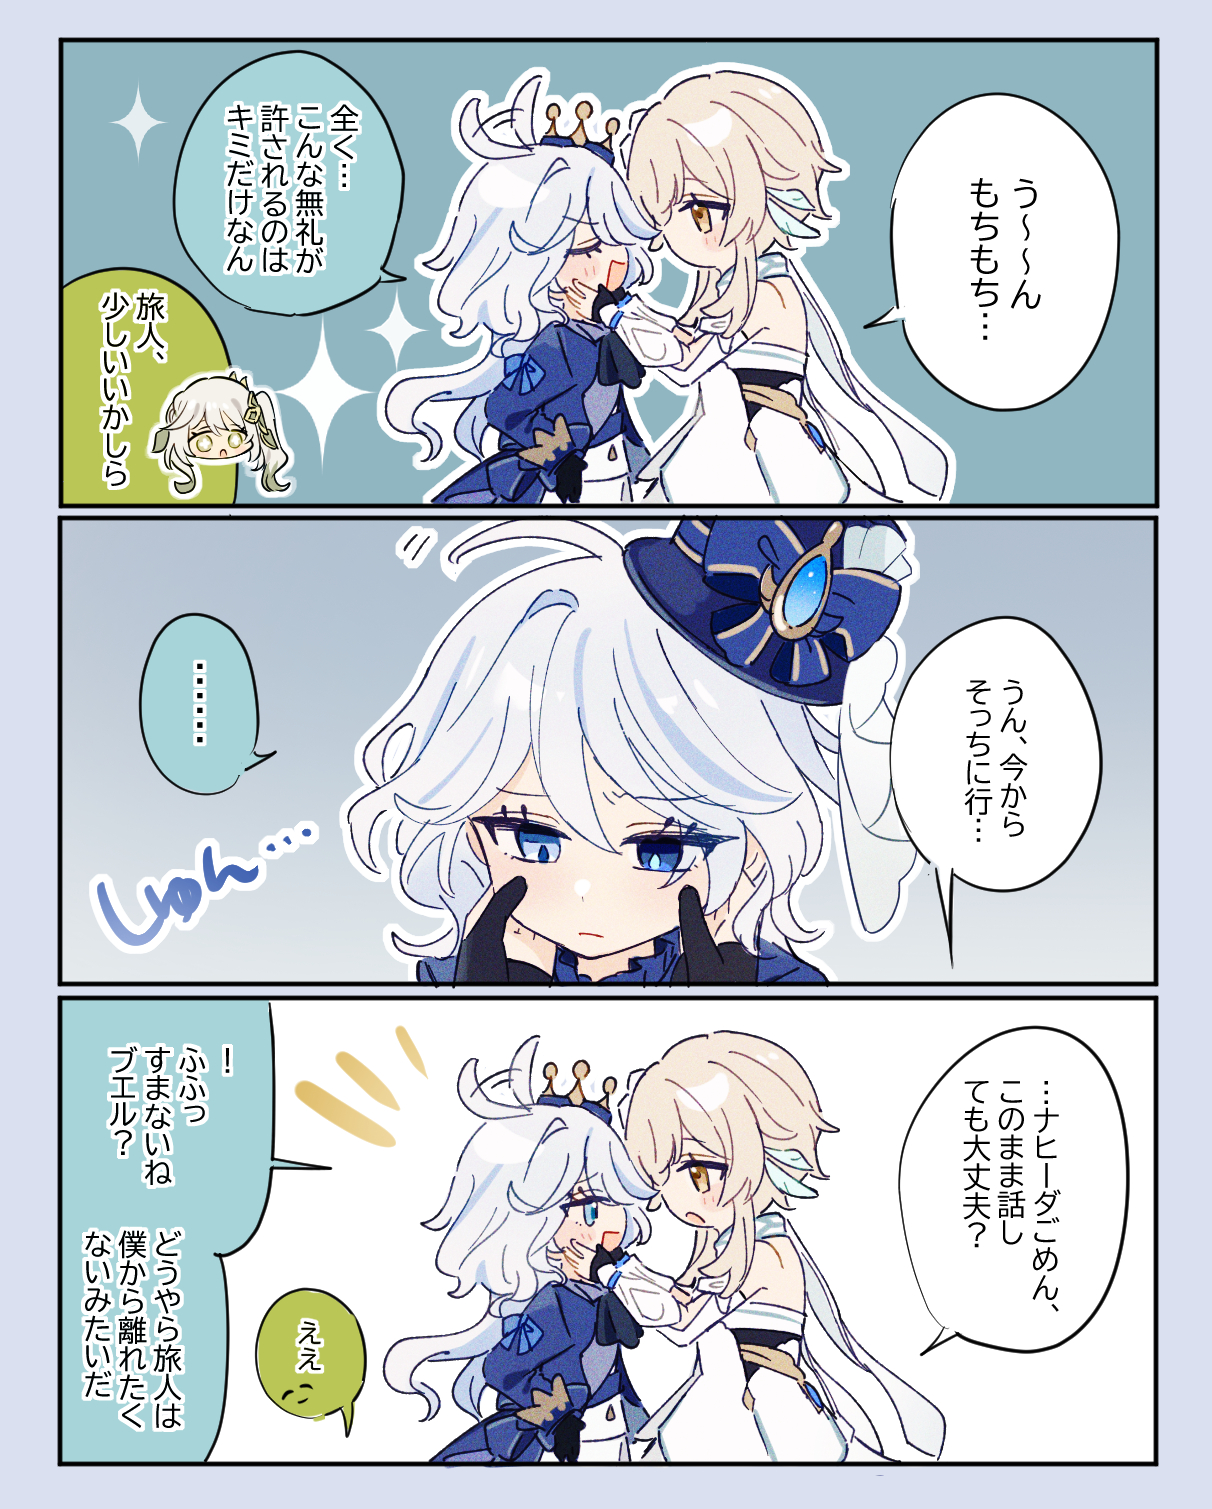 う〜〜ん
もちもち…
全く…
こんな無礼が
許されるのは
キミだけなん
旅人、
少しいいかしら
うん、今から
そっちに行…
……
しゅん…
…ナヒーダごめん、
このまま話し
ても大丈夫？
！
ふふっ
すまないね
ブエル？
どうやら旅人は
僕から離れたく
ないみたいだ
ええ